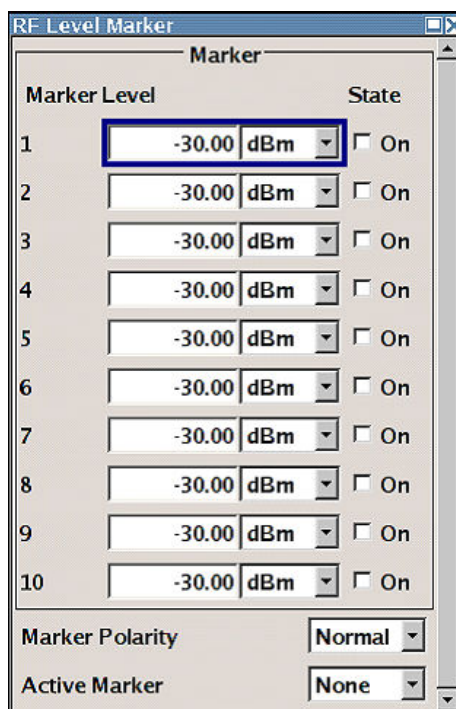 RF Level Marker
Marker
Marker Level State
1 -30.00 dBm On
2 -30.00 dBm On
3 -30.00 dBm On
4 -30.00 dBm On
5 -30.00 dBm On
6 -30.00 dBm On
7 -30.00 dBm On
8 -30.00 dBm On
9 -30.00 dBm On
10 -30.00 dBm On
Marker Polarity Normal
Active Marker None